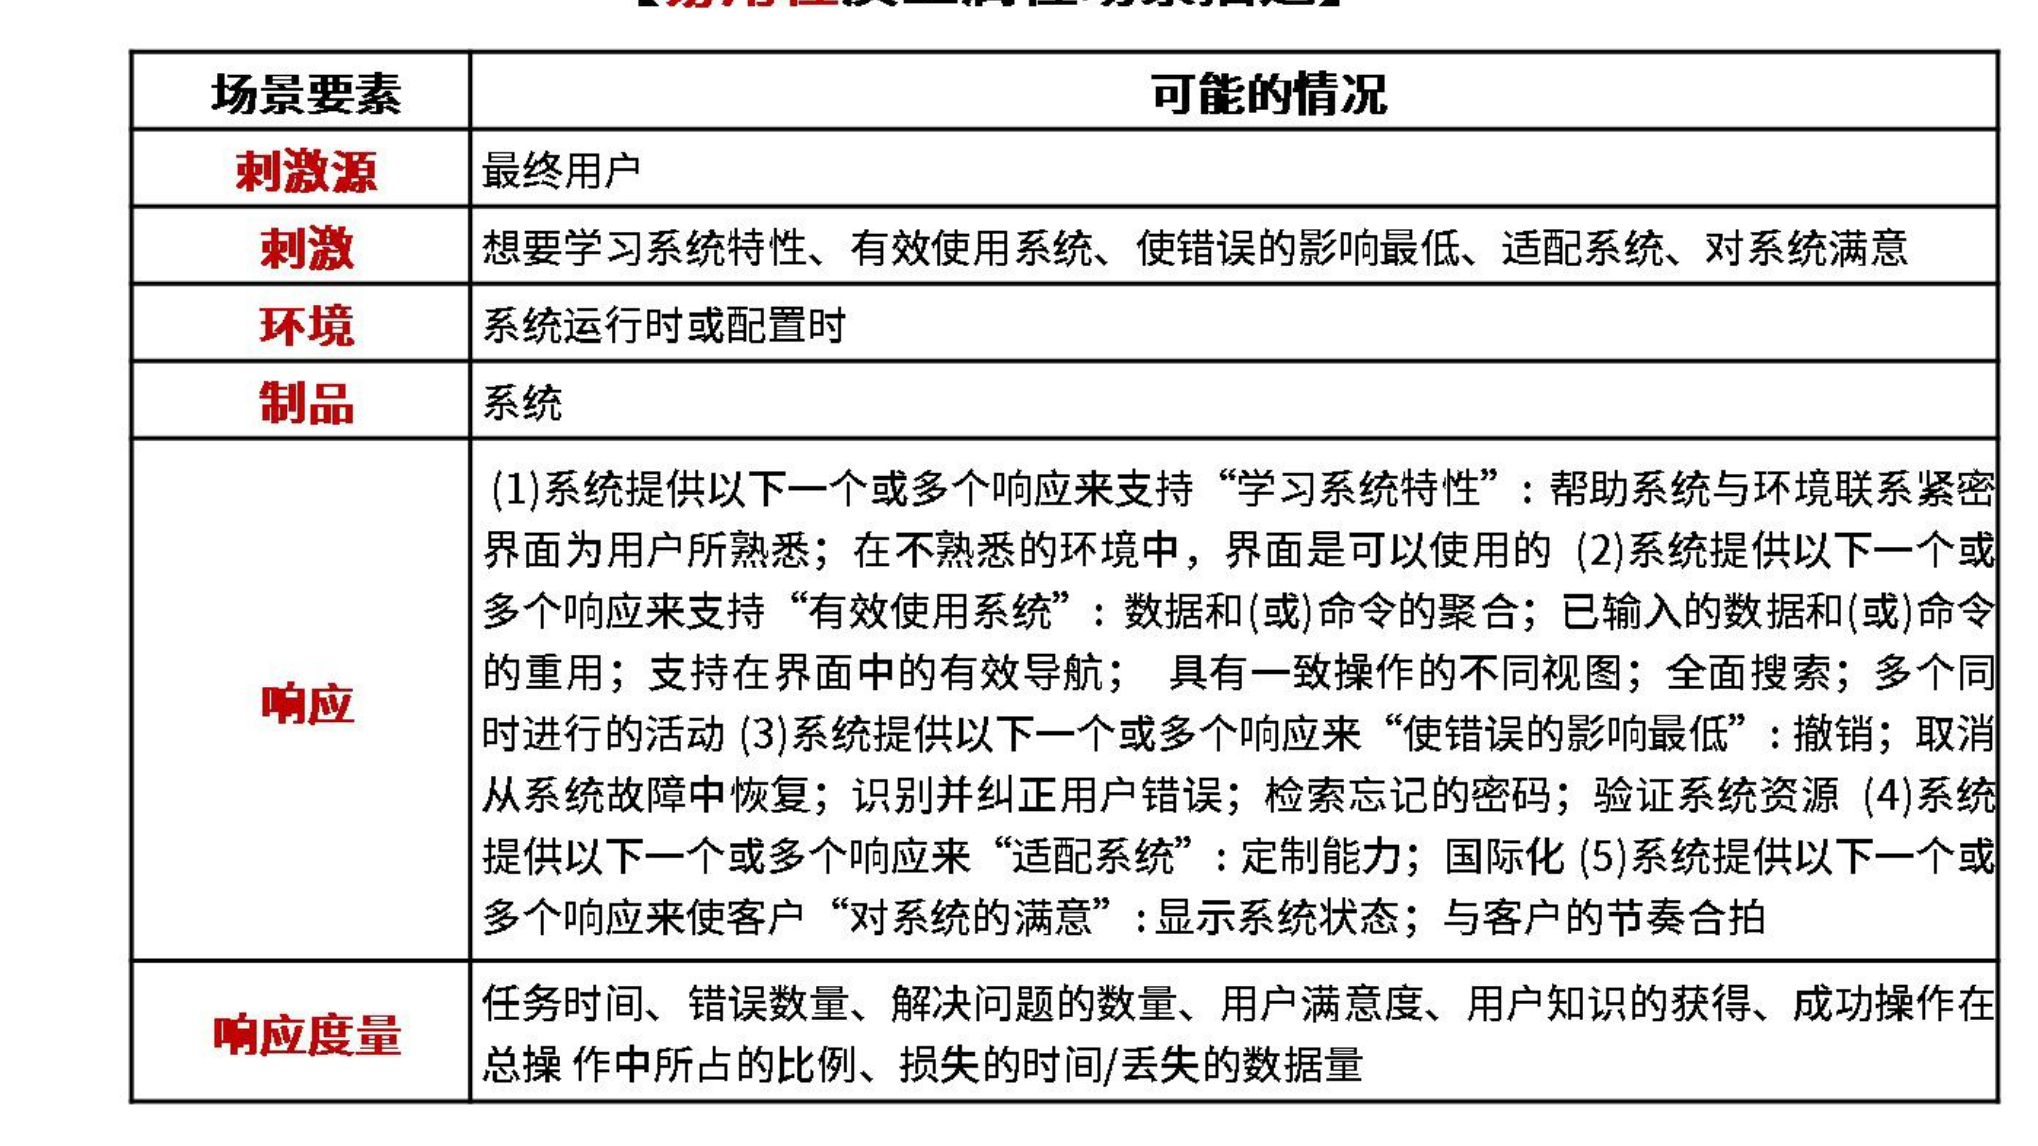 【易用性质量属性场景描述】
场景要素 可能的情况
刺激源 最终用户
刺激 想要学习系统特性、有效使用系统、使错误的影响最低、适配系统、对系统满意
环境 系统运行时或配置时
制品 系统
响应
(1)系统提供以下一个或多个响应来支持“学习系统特性”: 帮助系统与环境联系紧密
界面为用户所熟悉；在不熟悉的环境中，界面是可以使用的 (2)系统提供以下一个或
多个响应来支持“有效使用系统”: 数据和(或)命令的聚合；已输入的数据和(或)命令
的重用；支持在界面中的有效导航； 具有一致操作的不同视图；全面搜索；多个同
时进行的活动 (3)系统提供以下一个或多个响应来“使错误的影响最低”: 撤销；取消
从系统故障中恢复；识别并纠正用户错误；检索忘记的密码；验证系统资源 (4)系统
提供以下一个或多个响应来“适配系统”: 定制能力；国际化 (5)系统提供以下一个或
多个响应来使客户“对系统的满意”: 显示系统状态；与客户的节奏合拍
响应度量
任务时间、错误数量、解决问题的数量、用户满意度、用户知识的获得、成功操作在
总操 作中所占的比例、损失的时间/丢失的数据量